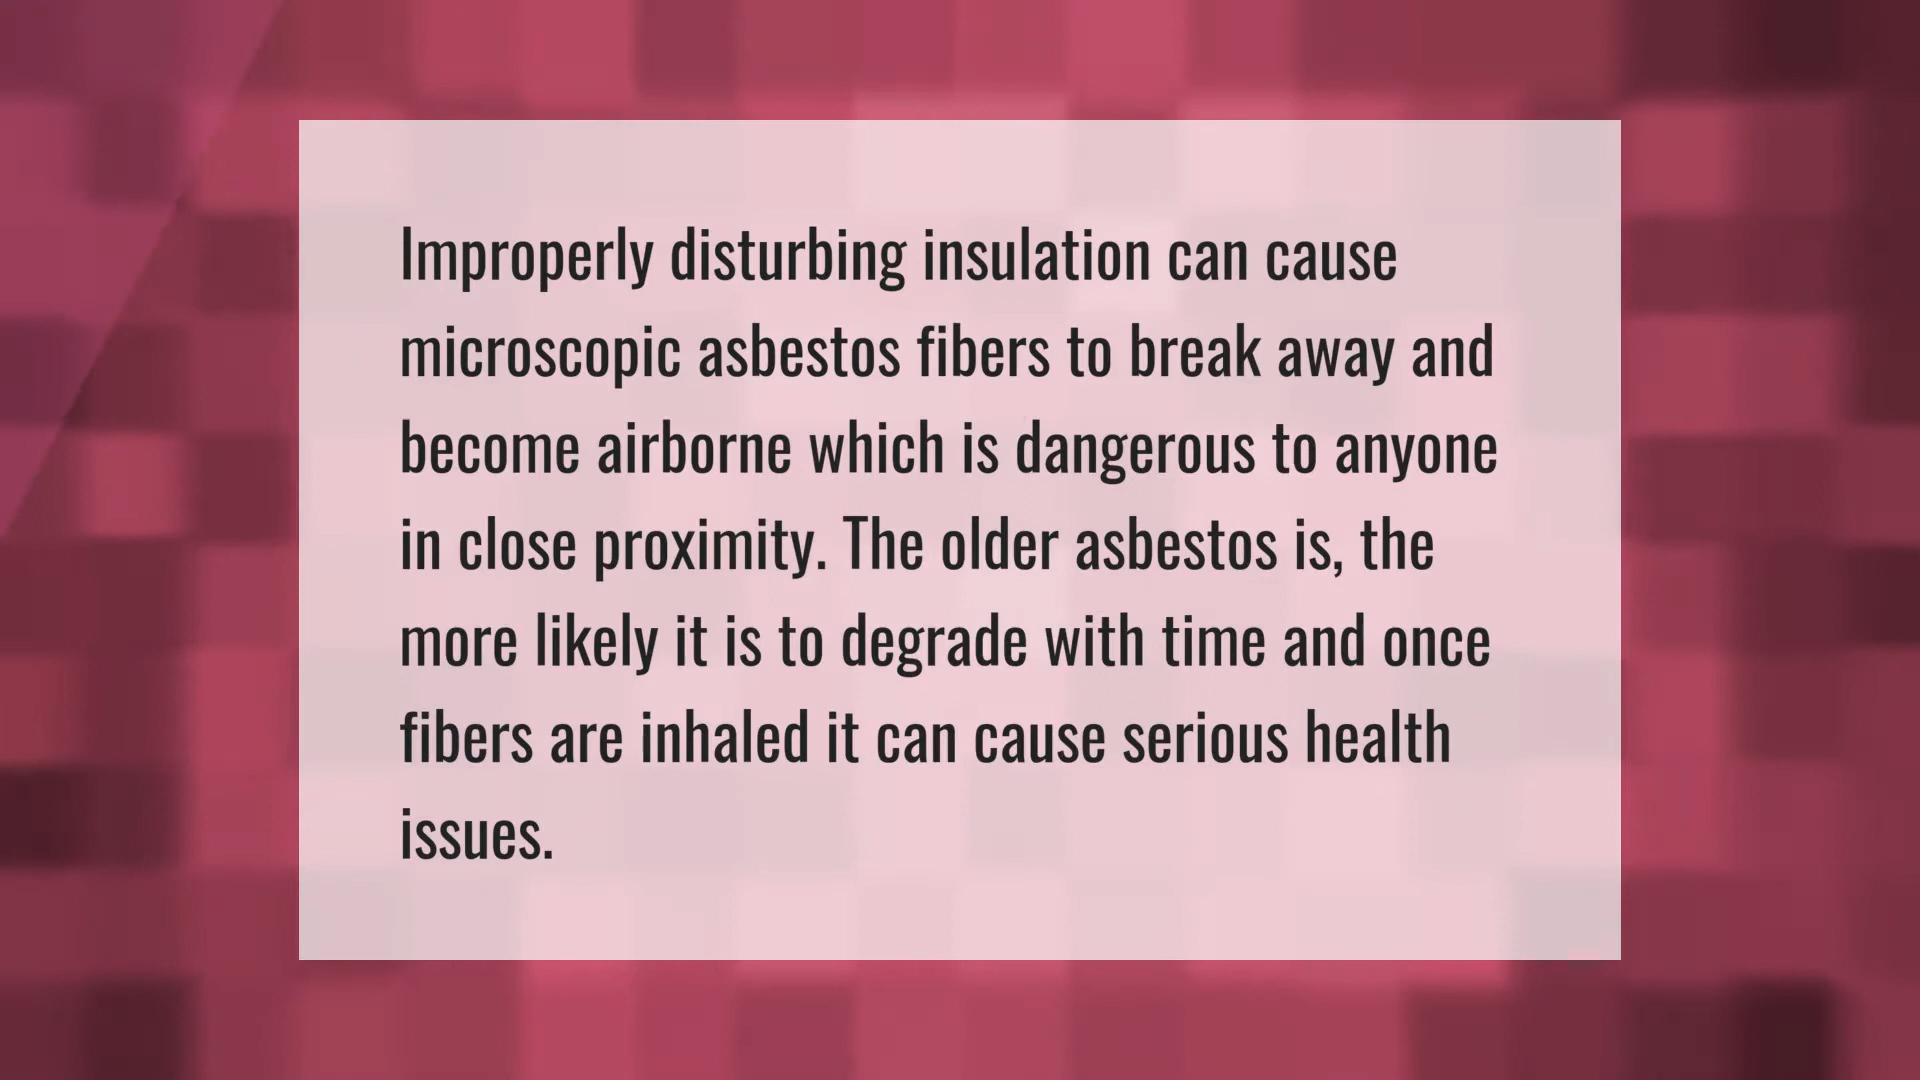 Improperly disturbing insulation can cause
microscopic asbestos fibers to break away and
become airborne which is dangerous to anyone
in close proximity. The older asbestos is, the
more likely it is to degrade with time and once
fibers are inhaled it can cause serious health
issues.